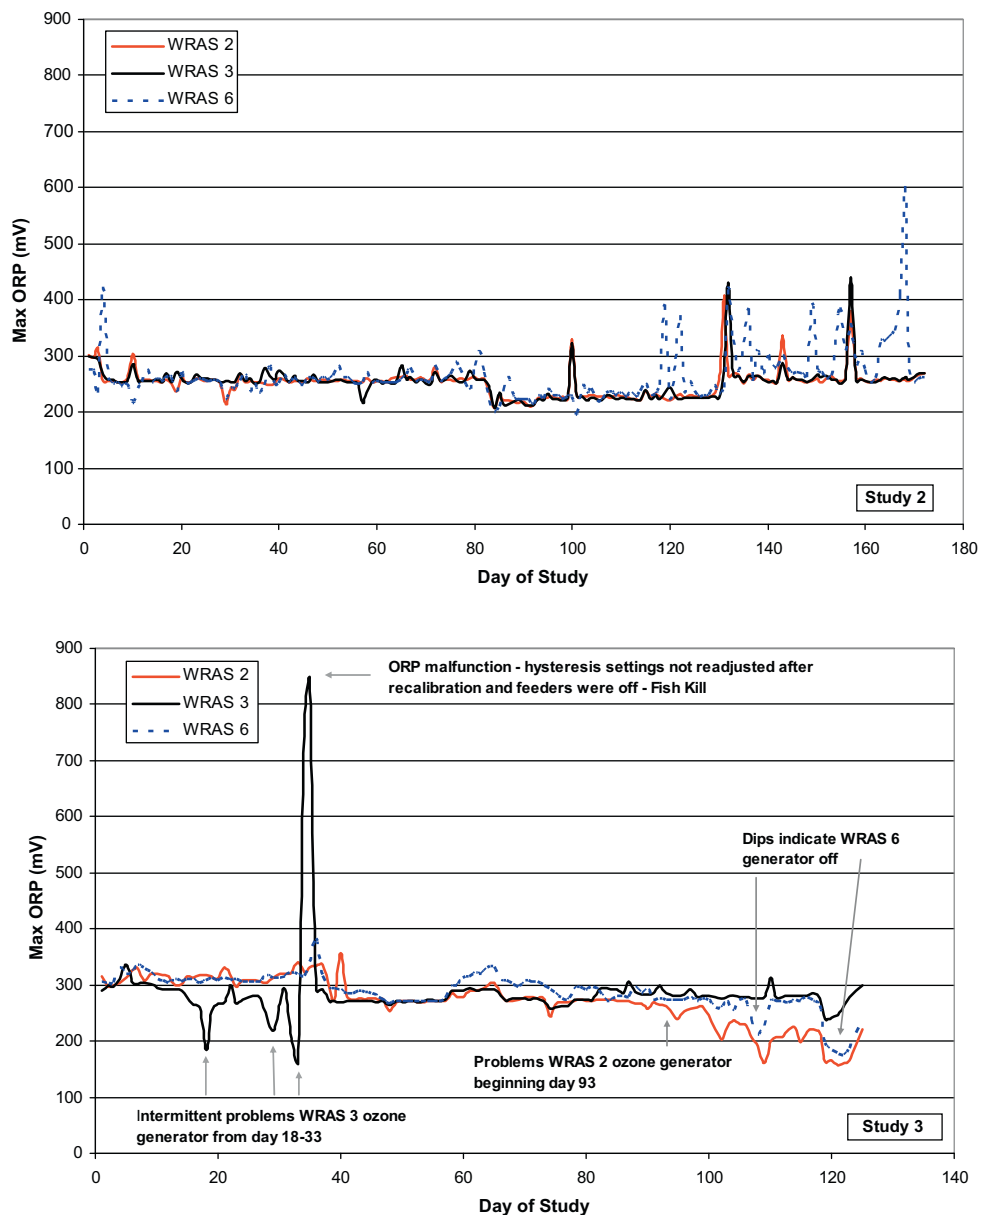 900
800
700
600
500
400
300
200
100
0
Max ORP (mV)
WRAS 2
WRAS 3
WRAS 6
Study 2
0 20 40 60 80 100 120 140 160 180
Day of Study
900
800
700
600
500
400
300
200
100
0
Max ORP (mV)
WRAS 2
WRAS 3
WRAS 6
ORP malfunction - hysteresis settings not readjusted after
recalibration and feeders were off - Fish Kill
Dips indicate WRAS 6
generator off
Problems WRAS 2 ozone generator
beginning day 93
Intermittent problems WRAS 3 ozone
generator from day 18-33
Study 3
0 20 40 60 80 100 120 140
Day of Study